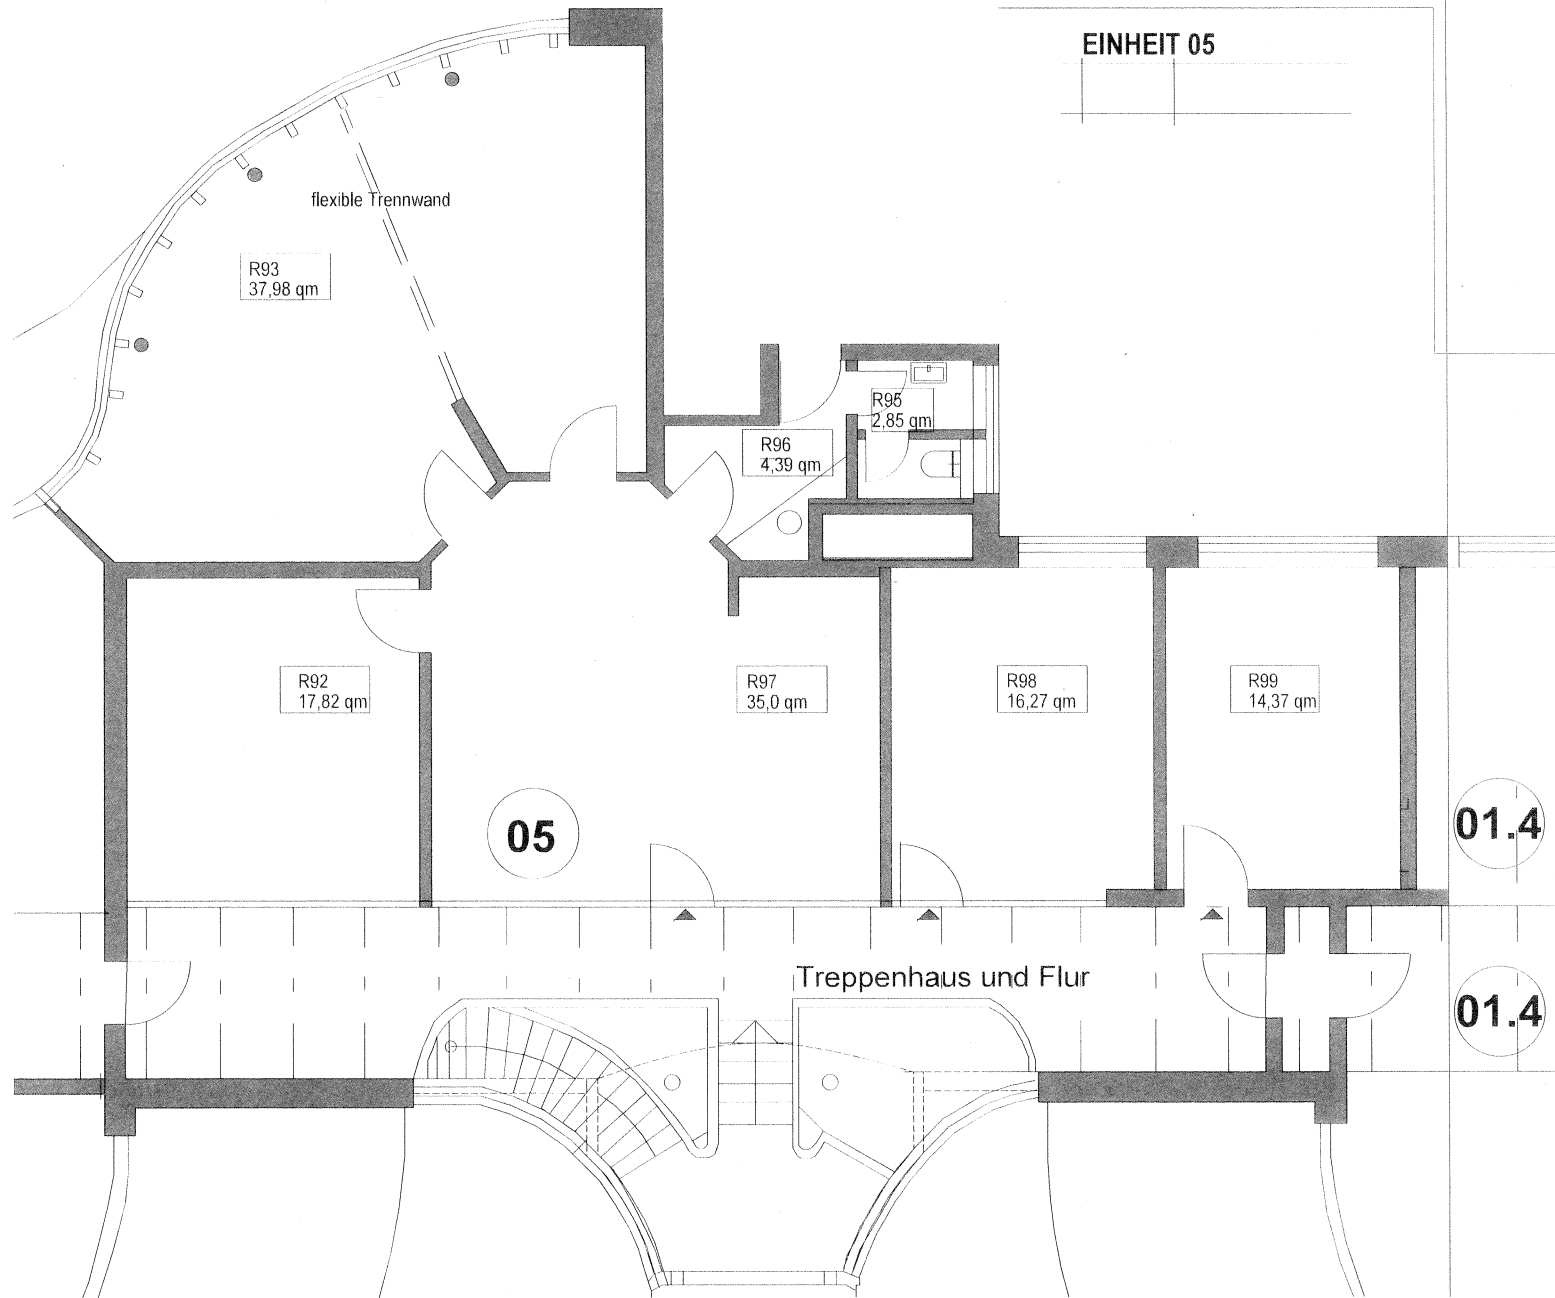 EINHEIT 05
flexible Trennwand
R93
37,98 qm
R95
2,85 qm
R96
4,39 qm
R92
17,82 qm
R97
35,0 qm
R98
16,27 qm
R99
14,37 qm
05
01.4
Treppenhaus und Flur
01.4